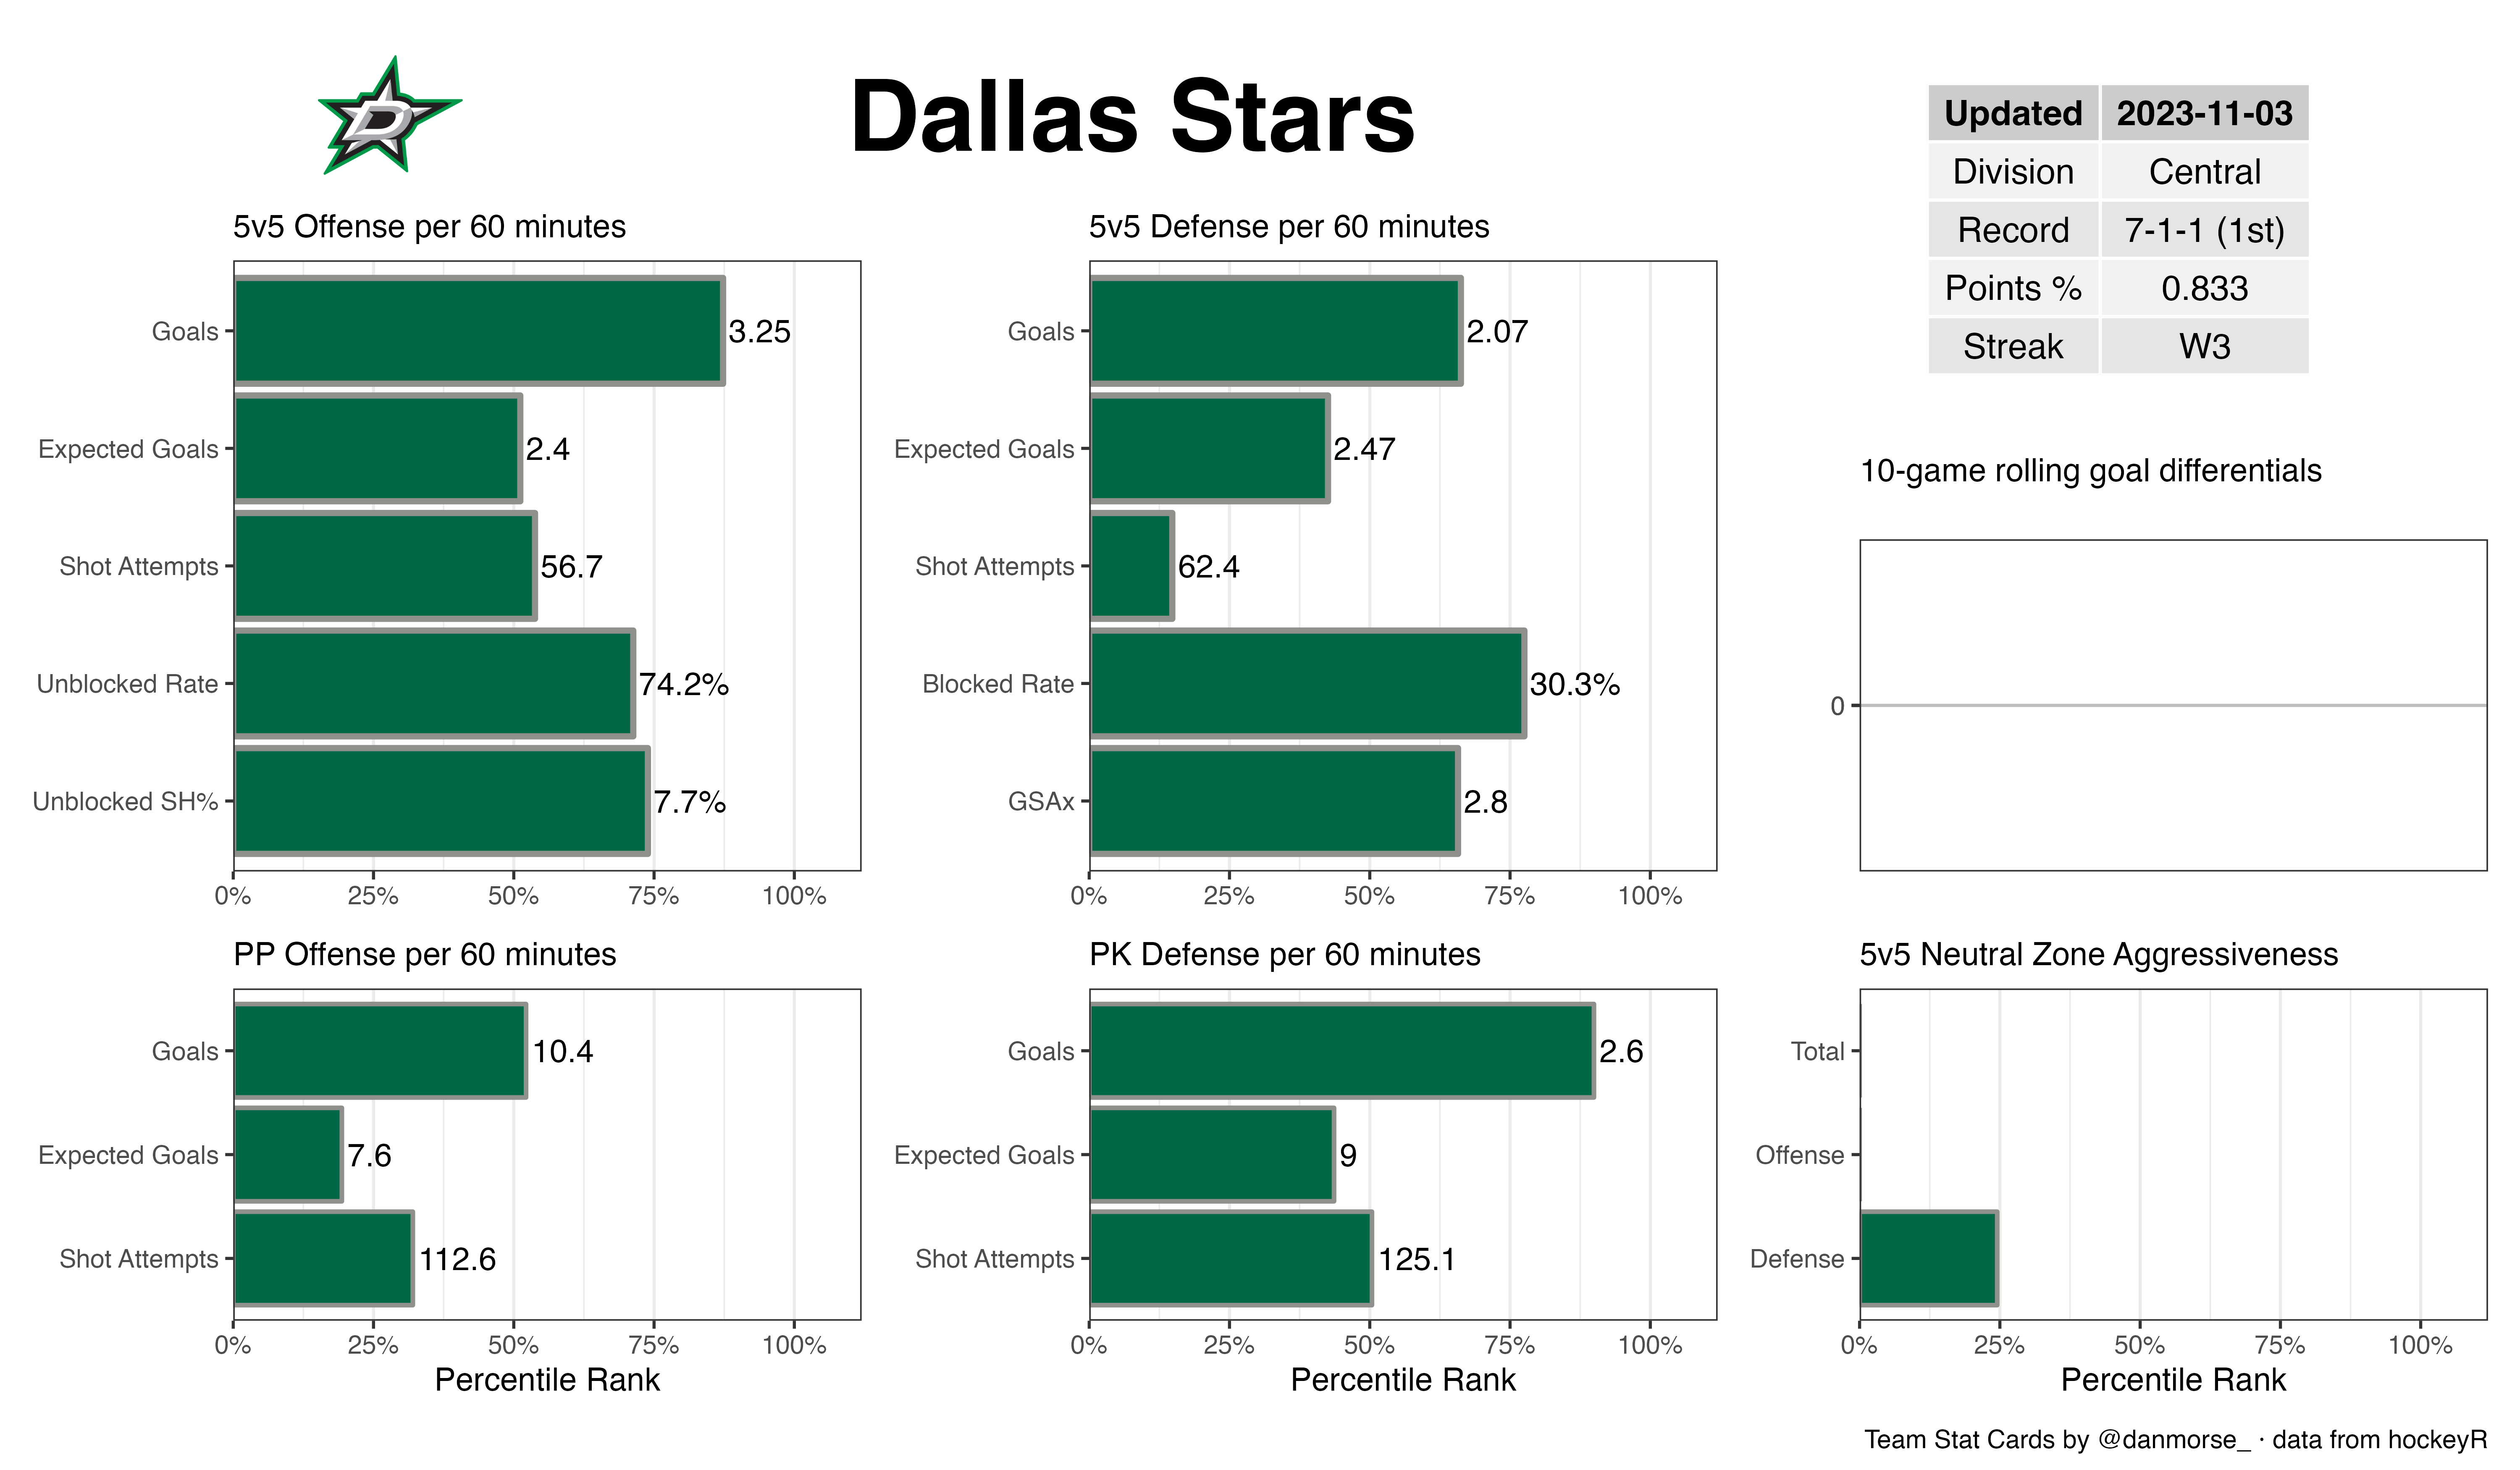 Dallas Stars
Updated 2023-11-03
Division Central
Record 7-1-1 (1st)
Points % 0.833
Streak W3
5v5 Offense per 60 minutes
Goals 3.25
Expected Goals 2.4
Shot Attempts 56.7
Unblocked Rate 74.2%
Unblocked SH% 7.7%
0% 25% 50% 75% 100%
5v5 Defense per 60 minutes
Goals 2.07
Expected Goals 2.47
Shot Attempts 62.4
Blocked Rate 30.3%
GSAx 2.8
0% 25% 50% 75% 100%
10-game rolling goal differentials
0
PP Offense per 60 minutes
Goals 10.4
Expected Goals 7.6
Shot Attempts 112.6
0% 25% 50% 75% 100%
Percentile Rank
PK Defense per 60 minutes
Goals 2.6
Expected Goals 9
Shot Attempts 125.1
0% 25% 50% 75% 100%
Percentile Rank
5v5 Neutral Zone Aggressiveness
Total
Offense
Defense
0% 25% 50% 75% 100%
Percentile Rank
Team Stat Cards by @danmorse_ · data from hockeyR